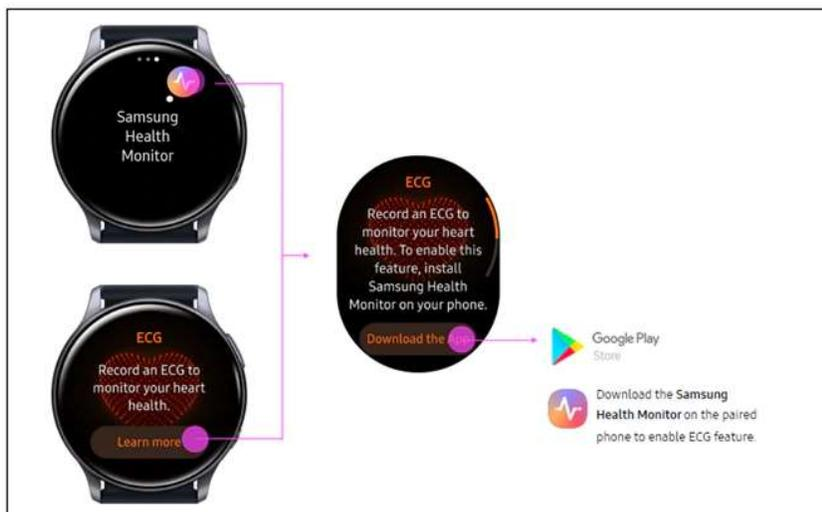 Samsung
Health
Monitor
ECG
Record an ECG to
monitor your heart
health.
Learn more
ECG
Record an ECG to
monitor your heart
health. To enable this
feature, install
Samsung Health
Monitor on your phone.
Download the App
Google Play
Store
Download the Samsung
Health Monitor on the paired
phone to enable ECG feature.